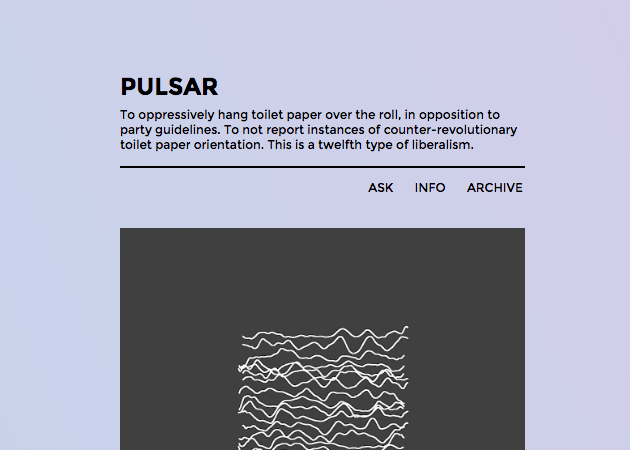 PULSAR
To oppressively hang toilet paper over the roll, in opposition to
party guidelines. To not report instances of counter-revolutionary
toilet paper orientation. This is a twelfth type of liberalism.
ASK INFO ARCHIVE